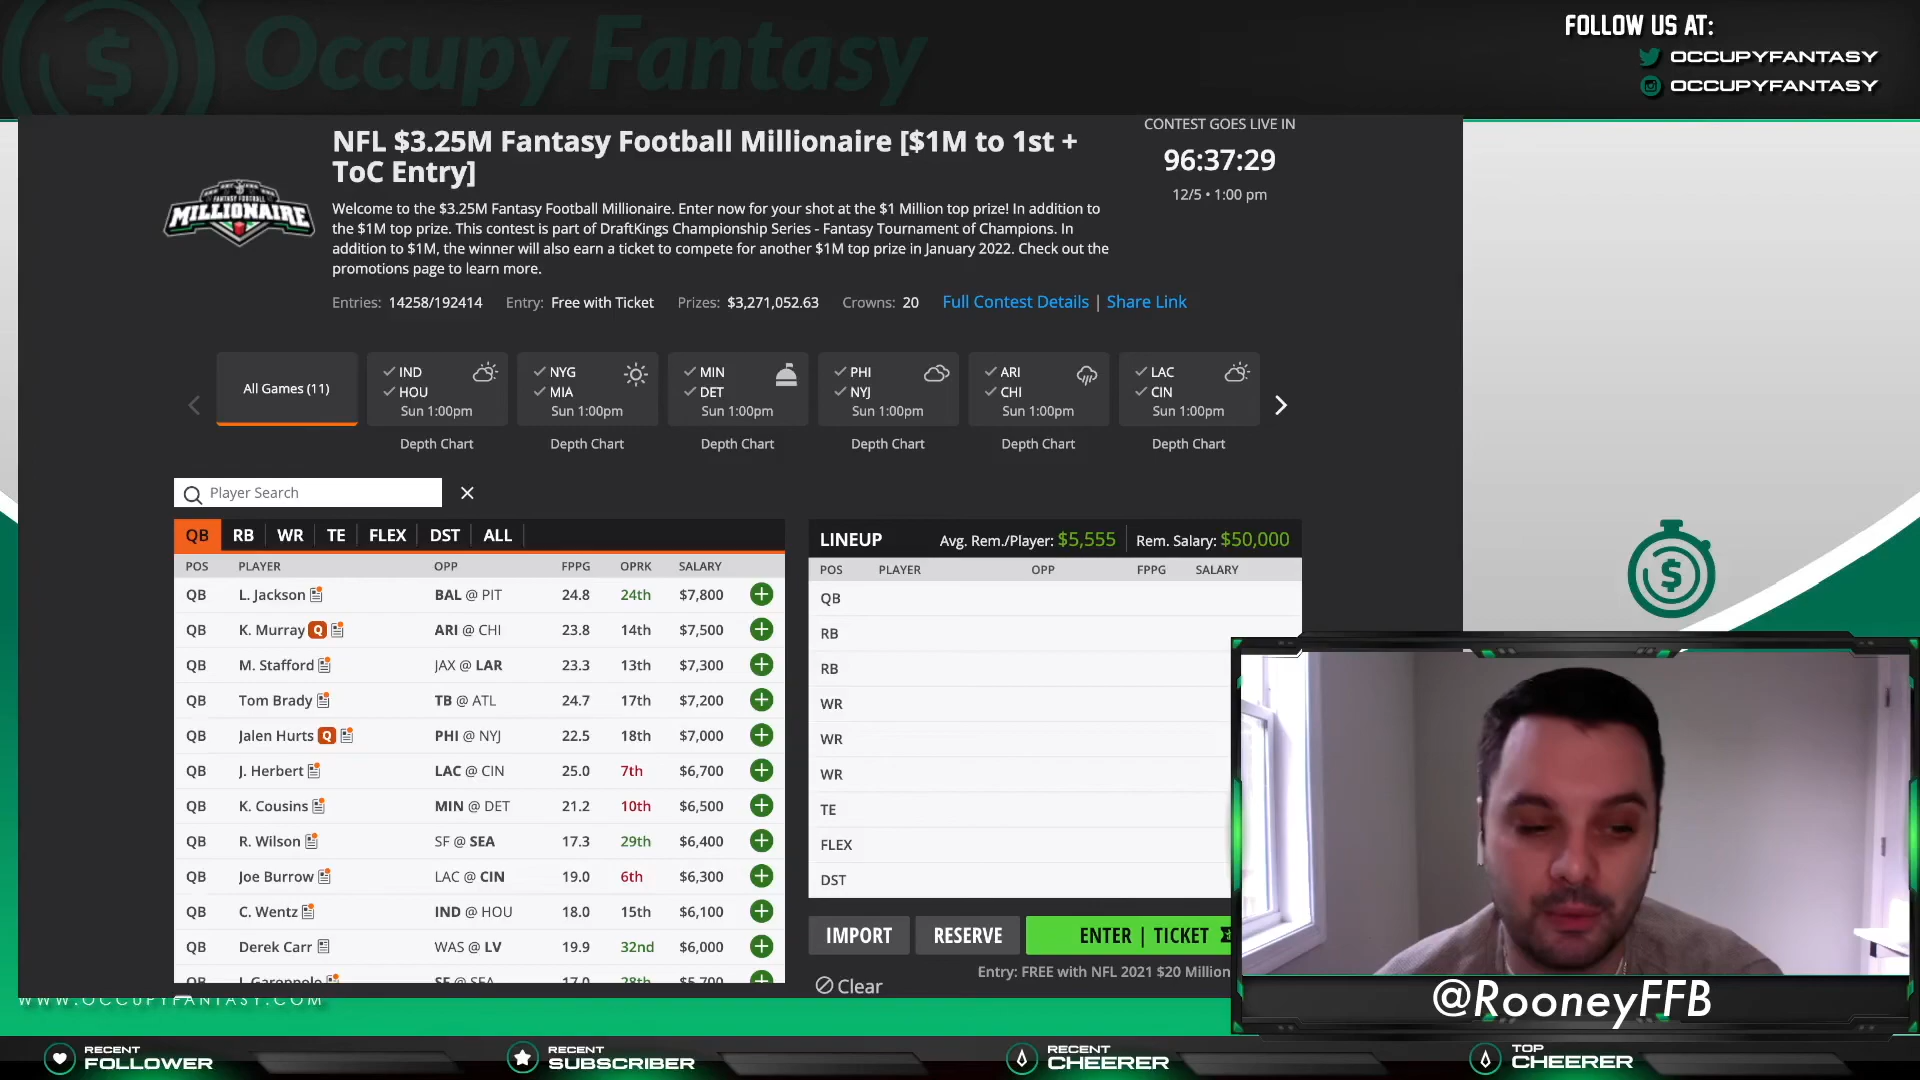 Occupy Fantasy
FOLLOW US AT:
OCCUPYFANTASY
OCCUPYFANTASY
FANTASY FOOTBALL
MILLIONAIRE
NFL $3.25M Fantasy Football Millionaire [$1M to 1st +
ToC Entry]
Welcome to the $3.25M Fantasy Football Millionaire. Enter now for your shot at the $1 Million top prize! In addition to
the $1M top prize. This contest is part of DraftKings Championship Series - Fantasy Tournament of Champions. In
addition to $1M, the winner will also earn a ticket to compete for another $1M top prize in January 2022. Check out the
promotions page to learn more.
Entries: 14258/192414 Entry: Free with Ticket Prizes: $3,271,052.63 Crowns: 20 Full Contest Details | Share Link
CONTEST GOES LIVE IN
96:37:29
12/5 • 1:00 pm
All Games (11)
IND
HOU
Sun 1:00pm
Depth Chart
NYG
MIA
Sun 1:00pm
Depth Chart
MIN
DET
Sun 1:00pm
Depth Chart
PHI
NYJ
Sun 1:00pm
Depth Chart
ARI
CHI
Sun 1:00pm
Depth Chart
LAC
CIN
Sun 1:00pm
Depth Chart
Player Search
QB RB WR TE FLEX DST ALL
POS PLAYER OPP FPPG OPRK SALARY
QB L. Jackson BAL @ PIT 24.8 24th $7,800
QB K. Murray Q ARI @ CHI 23.8 14th $7,500
QB M. Stafford JAX @ LAR 23.3 13th $7,300
QB Tom Brady TB @ ATL 24.7 17th $7,200
QB Jalen Hurts Q PHI @ NYJ 22.5 18th $7,000
QB J. Herbert LAC @ CIN 25.0 7th $6,700
QB K. Cousins MIN @ DET 21.2 10th $6,500
QB R. Wilson SF @ SEA 17.3 29th $6,400
QB Joe Burrow LAC @ CIN 19.0 6th $6,300
QB C. Wentz IND @ HOU 18.0 15th $6,100
QB Derek Carr WAS @ LV 19.9 32nd $6,000
QB J. Garoppolo SF @ SEA 17.0 28th $5,700
LINEUP Avg. Rem./Player: $5,555 Rem. Salary: $50,000
POS PLAYER OPP FPPG SALARY
QB
RB
RB
WR
WR
WR
TE
FLEX
DST
IMPORT RESERVE ENTER | TICKET
Entry: FREE with NFL 2021 $20 Million
Clear
WWW.OCCUPYFANTASY.COM
@RooneyFFB
RECENT
FOLLOWER
RECENT
SUBSCRIBER
RECENT
CHEERER
TOP
CHEERER